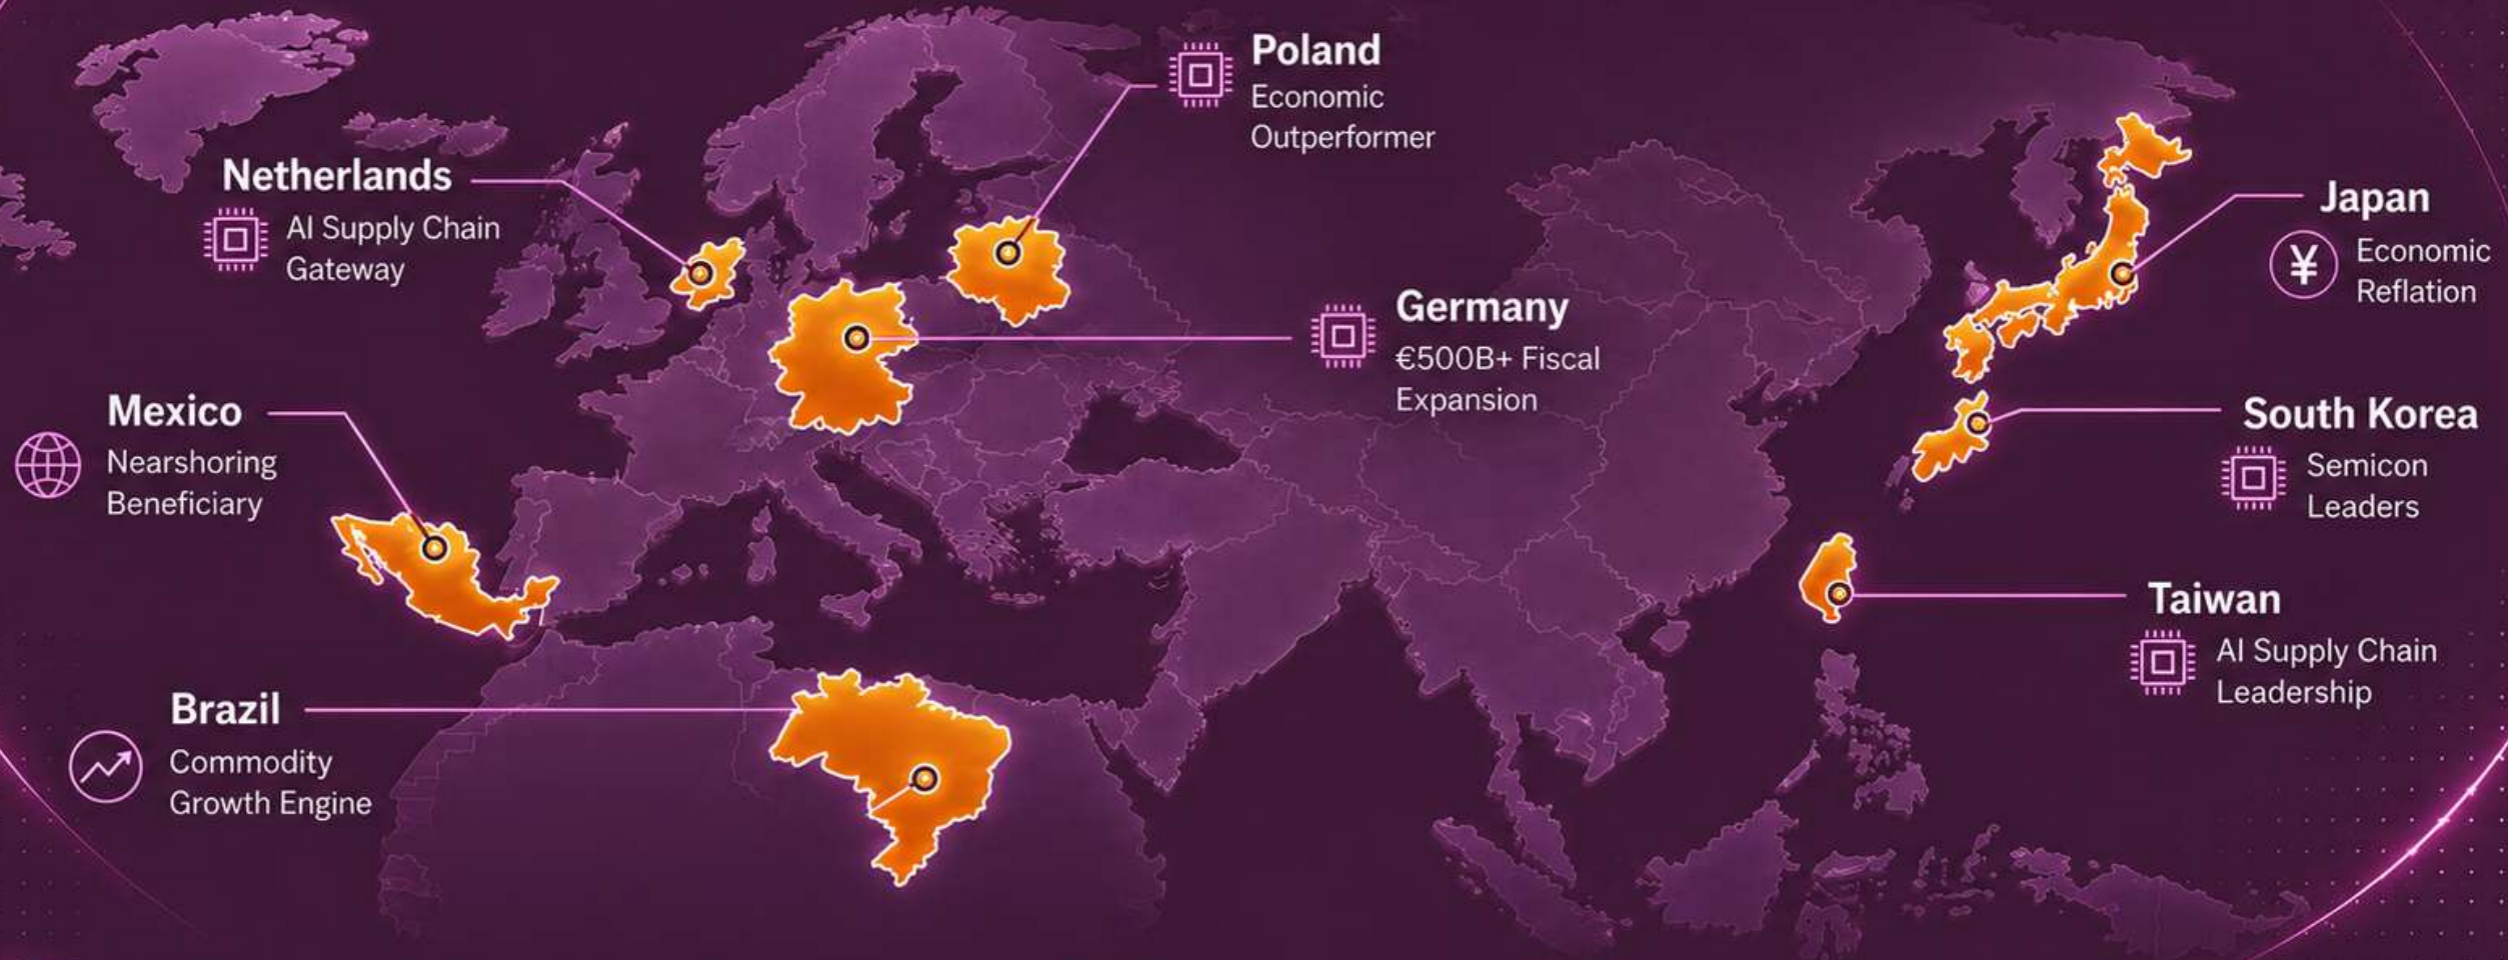 Poland
Economic
Outperformer
Netherlands
AI Supply Chain
Gateway
Japan
¥
Economic
Reflation
Germany
€500B+ Fiscal
Expansion
Mexico
Nearshoring
Beneficiary
South Korea
Semicon
Leaders
Taiwan
AI Supply Chain
Leadership
Brazil
Commodity
Growth Engine